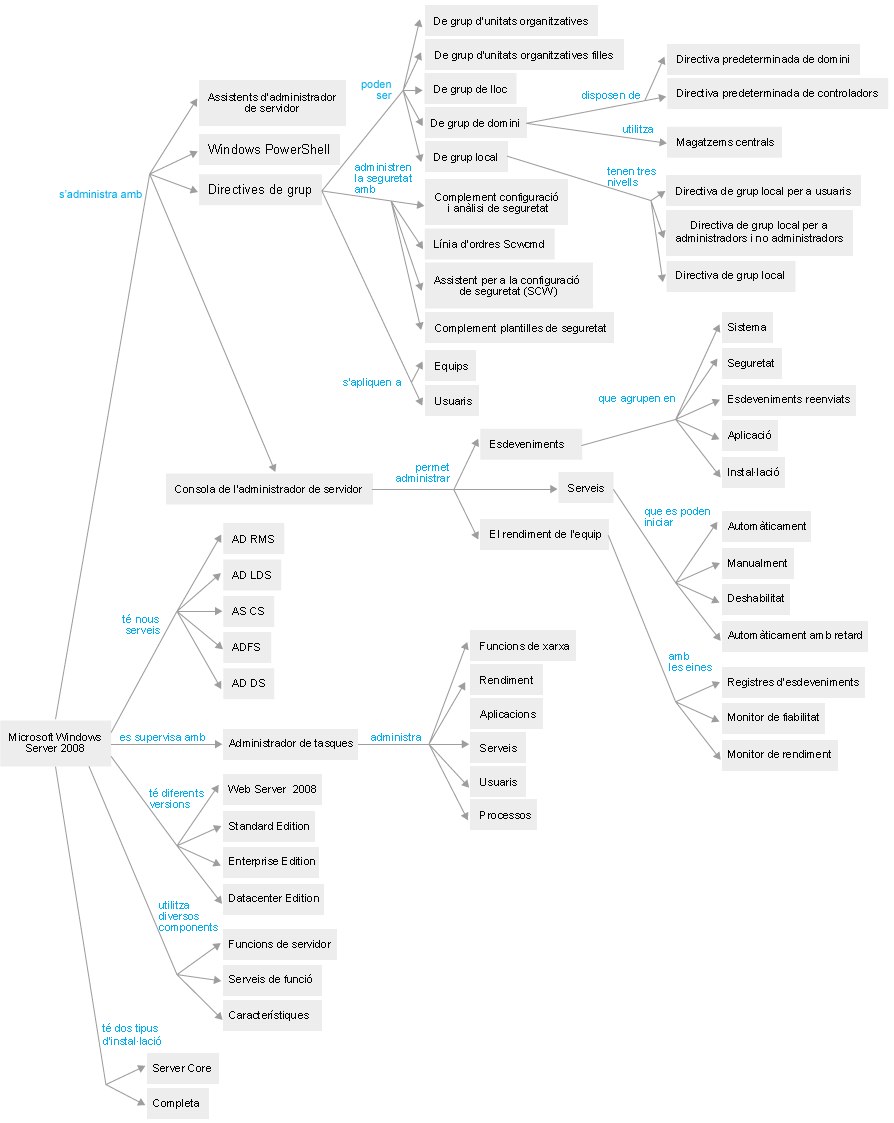 De grup d'unitats organitzatives
De grup d'unitats organitzatives filles
Directiva predeterminada de domini
poden
ser
De grup de lloc
disposen de
Directiva predeterminada de controladors
Assistents d'administrador
de servidor
De grup de domini
utilitza
Magatzems centrals
Windows PowerShell
De grup local
administren
la seguretat
amb
tenen tres
nivells
s'administra amb
Directives de grup
Directiva de grup local per a usuaris
Complement configuració
i anàlisi de seguretat
Directiva de grup local per a
administradors i no administradors
Línia d'ordres Scwcmd
Directiva de grup local
Assistent per a la configuració
de seguretat (SCW)
Complement plantilles de seguretat
Sistema
Equips
Seguretat
s'apliquen a
Usuaris
que agrupen en
Esdeveniments reenviats
Aplicació
Esdeveniments
Instal·lació
permet
administrar
Consola de l'administrador de servidor
Serveis
que es poden
iniciar
El rendiment de l'equip
Automàticament
Manualment
Deshabilitat
Automàticament amb retard
AD RMS
AD LDS
té nous
serveis
AS CS
ADFS
AD DS
amb
les eines
Registres d'esdeveniments
Monitor de fiabilitat
Monitor de rendiment
Funcions de xarxa
Rendiment
Aplicacions
Microsoft Windows
Server 2008
es supervisa amb
Administrador de tasques
administra
Serveis
Usuaris
Processos
té diferents
versions
Web Server 2008
Standard Edition
Enterprise Edition
Datacenter Edition
utilitza
diversos
components
Funcions de servidor
Serveis de funció
Característiques
té dos tipus
d'instal·lació
Server Core
Completa